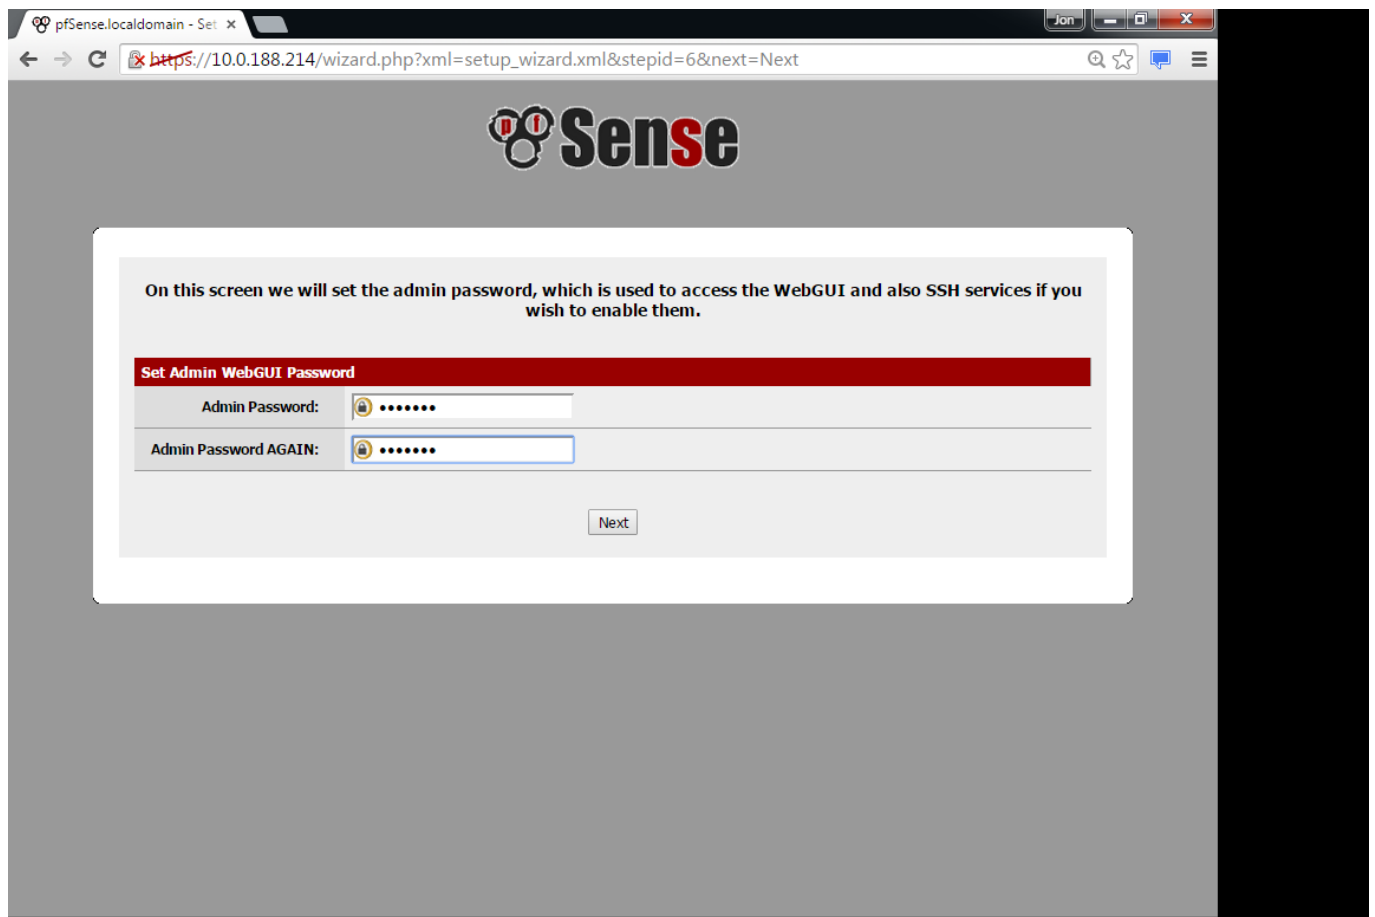 pfSense.localdomain - Set
Jon
https://10.0.188.214/wizard.php?xml=setup_wizard.xml&stepid=6&next=Next
pf Sense
On this screen we will set the admin password, which is used to access the WebGUI and also SSH services if you
wish to enable them.
Set Admin WebGUI Password
Admin Password: •••••••
Admin Password AGAIN: •••••••
Next